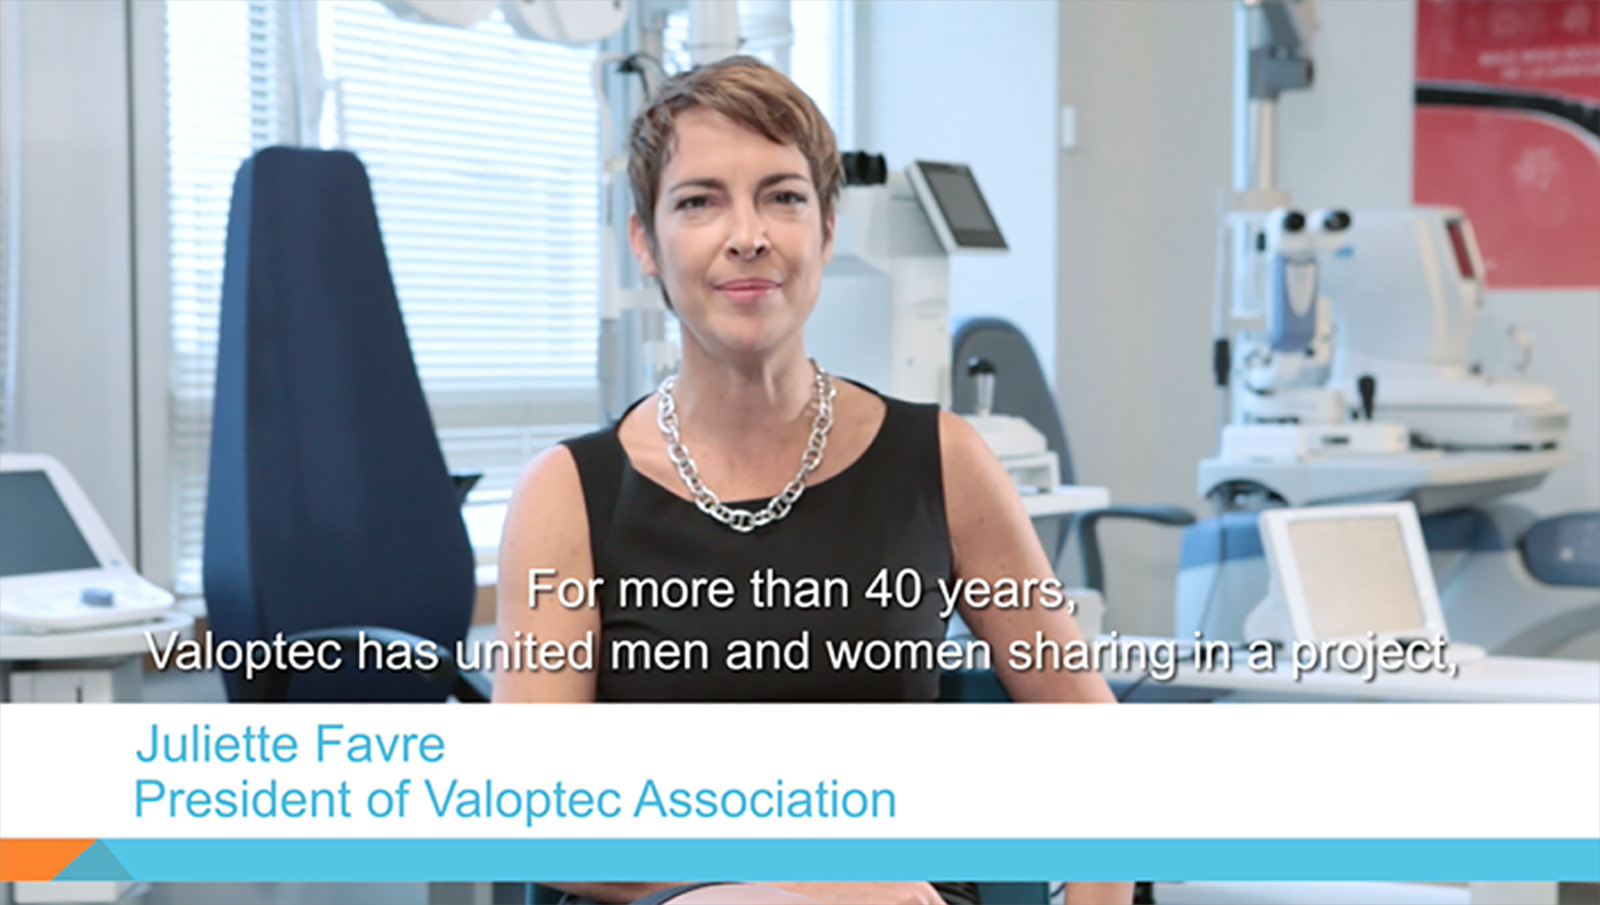 For more than 40 years,
Valoptec has united men and women sharing in a project,
Juliette Favre
President of Valoptec Association